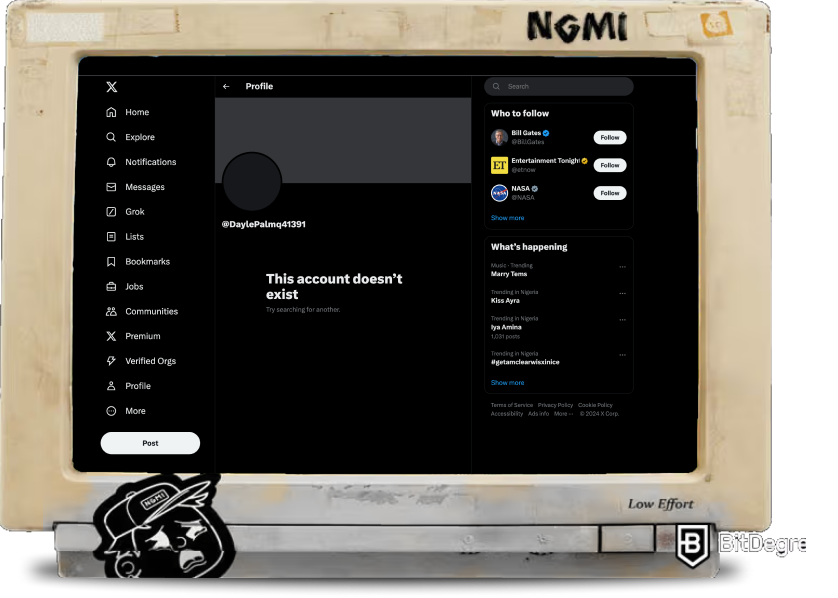 NGMI
X
Home
Explore
Notifications
Messages
Grok
Lists
Bookmarks
Jobs
Communities
Premium
Verified Orgs
Profile
More
Post
← Profile
@DaylePalmq41391
This account doesn't
exist
Try searching for another.
Search
Who to follow
Bill Gates
@BillGates
Follow
ET
Entertainment Tonight
@etnow
Follow
NASA
NASA
@NASA
Follow
Show more
What's happening
Music · Trending
Marry Tems
Trending in Nigeria
Kiss Ayra
Trending in Nigeria
Iya Amina
1,031 posts
Trending in Nigeria
#getamclearwisxinice
Show more
Terms of Service Privacy Policy Cookie Policy
Accessibility Ads info More ··· © 2024 X Corp.
NGMI
Low Effort
B
BitDegre